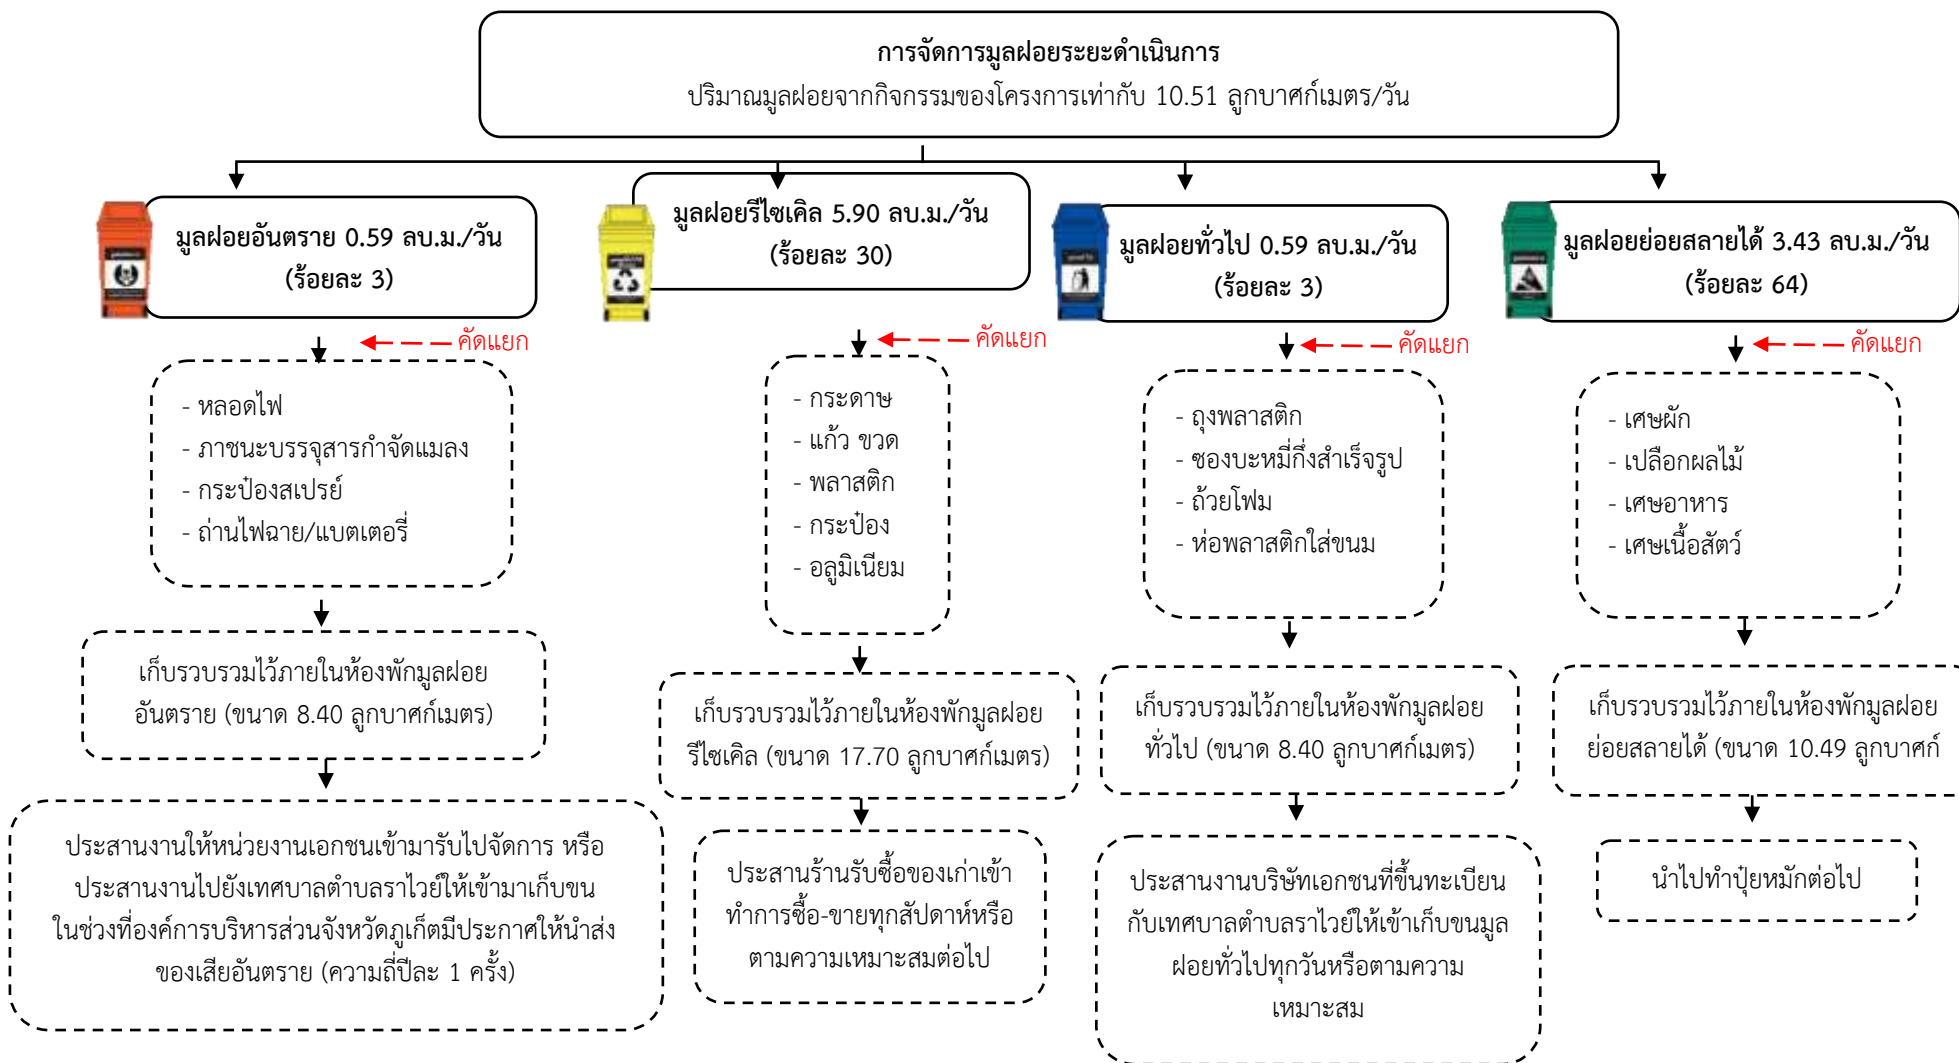 การจัดการมูลฝอยระยะดำเนินการ
ปริมาณมูลฝอยจากกิจกรรมของโครงการเท่ากับ 10.51 ลูกบาศก์เมตร/วัน
มูลฝอยอันตราย 0.59 ลบ.ม./วัน
(ร้อยละ 3)
มูลฝอยรีไซเคิล 5.90 ลบ.ม./วัน
(ร้อยละ 30)
มูลฝอยทั่วไป 0.59 ลบ.ม./วัน
(ร้อยละ 3)
มูลฝอยย่อยสลายได้ 3.43 ลบ.ม./วัน
(ร้อยละ 64)
คัดแยก
คัดแยก
คัดแยก
คัดแยก
- หลอดไฟ
- ภาชนะบรรจุสารกำจัดแมลง
- กระป๋องสเปรย์
- ถ่านไฟฉาย/แบตเตอรี่
- กระดาษ
- แก้ว ขวด
- พลาสติก
- กระป๋อง
- อลูมิเนียม
- ถุงพลาสติก
- ซองบะหมี่กึ่งสำเร็จรูป
- ถ้วยโฟม
- ห่อพลาสติกใส่ขนม
- เศษผัก
- เปลือกผลไม้
- เศษอาหาร
- เศษเนื้อสัตว์
เก็บรวบรวมไว้ภายในห้องพักมูลฝอย
อันตราย (ขนาด 8.40 ลูกบาศก์เมตร)
เก็บรวบรวมไว้ภายในห้องพักมูลฝอย
รีไซเคิล (ขนาด 17.70 ลูกบาศก์เมตร)
เก็บรวบรวมไว้ภายในห้องพักมูลฝอย
ทั่วไป (ขนาด 8.40 ลูกบาศก์เมตร)
เก็บรวบรวมไว้ภายในห้องพักมูลฝอย
ย่อยสลายได้ (ขนาด 10.49 ลูกบาศก์
ประสานงานให้หน่วยงานเอกชนเข้ามารับไปจัดการ หรือ
ประสานงานไปยังเทศบาลตำบลราไวย์ให้เข้ามาเก็บขน
ในช่วงที่องค์การบริหารส่วนจังหวัดภูเก็ตมีประกาศให้นำส่ง
ของเสียอันตราย (ความถี่ปีละ 1 ครั้ง)
ประสานร้านรับซื้อของเก่าเข้า
ทำการซื้อ-ขายทุกสัปดาห์หรือ
ตามความเหมาะสมต่อไป
ประสานงานบริษัทเอกชนที่ขึ้นทะเบียน
กับเทศบาลตำบลราไวย์ให้เข้าเก็บขนมูล
ฝอยทั่วไปทุกวันหรือตามความ
เหมาะสม
นำไปทำปุ๋ยหมักต่อไป